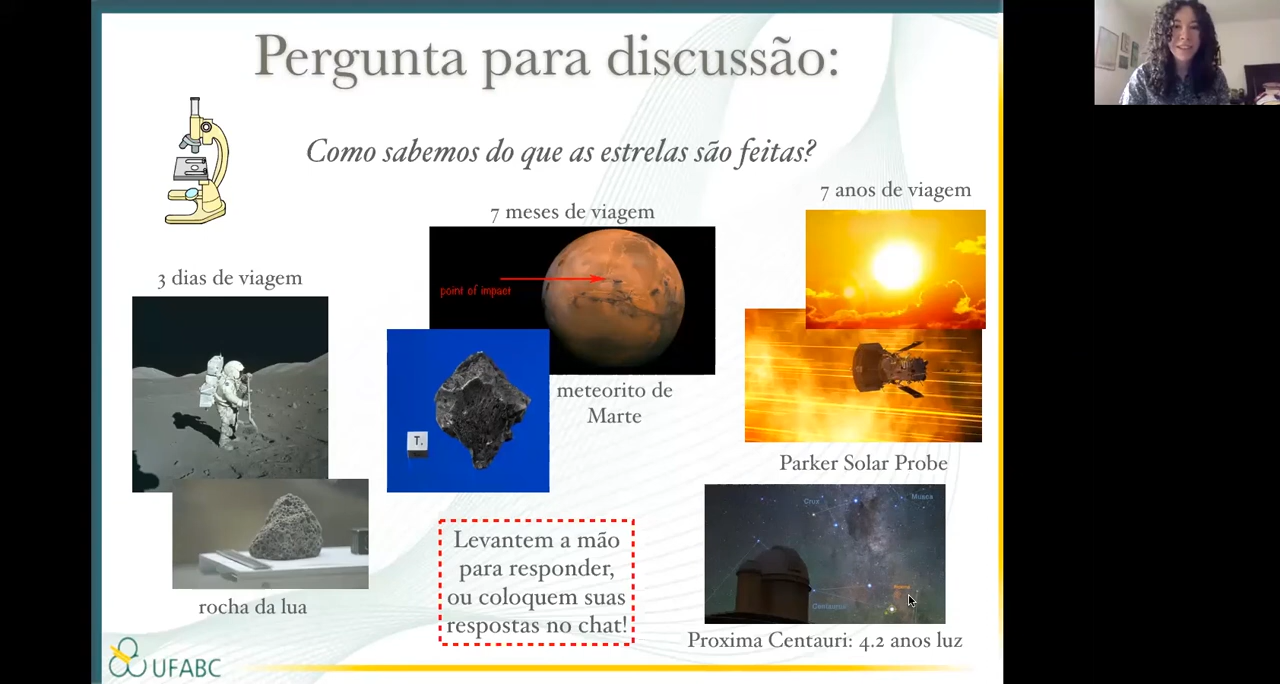 Pergunta para discussão:
Como sabemos do que as estrelas são feitas?
7 anos de viagem
7 meses de viagem
3 dias de viagem
point of impact
T.
meteorito de
Marte
Parker Solar Probe
Crux
Musca
Centaurus
Levantem a mão
para responder,
ou coloquem suas
respostas no chat!
rocha da lua
Proxima Centauri: 4.2 anos luz
UFABC